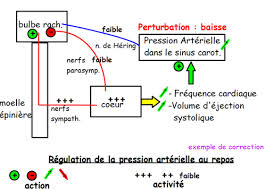 bulbe rach.
faible
Perturbation : baisse
n. de Héring
Pression Artérielle
dans le sinus carot.
nerfs faible
parasymp.
- Fréquence cardiaque
-Volume d'éjection
systolique
+++
+++
coeur
moelle
épinière
nerfs
sympath.
exemple de correction
Régulation de la pression artérielle au repos
action
+++ ++ faible
activité